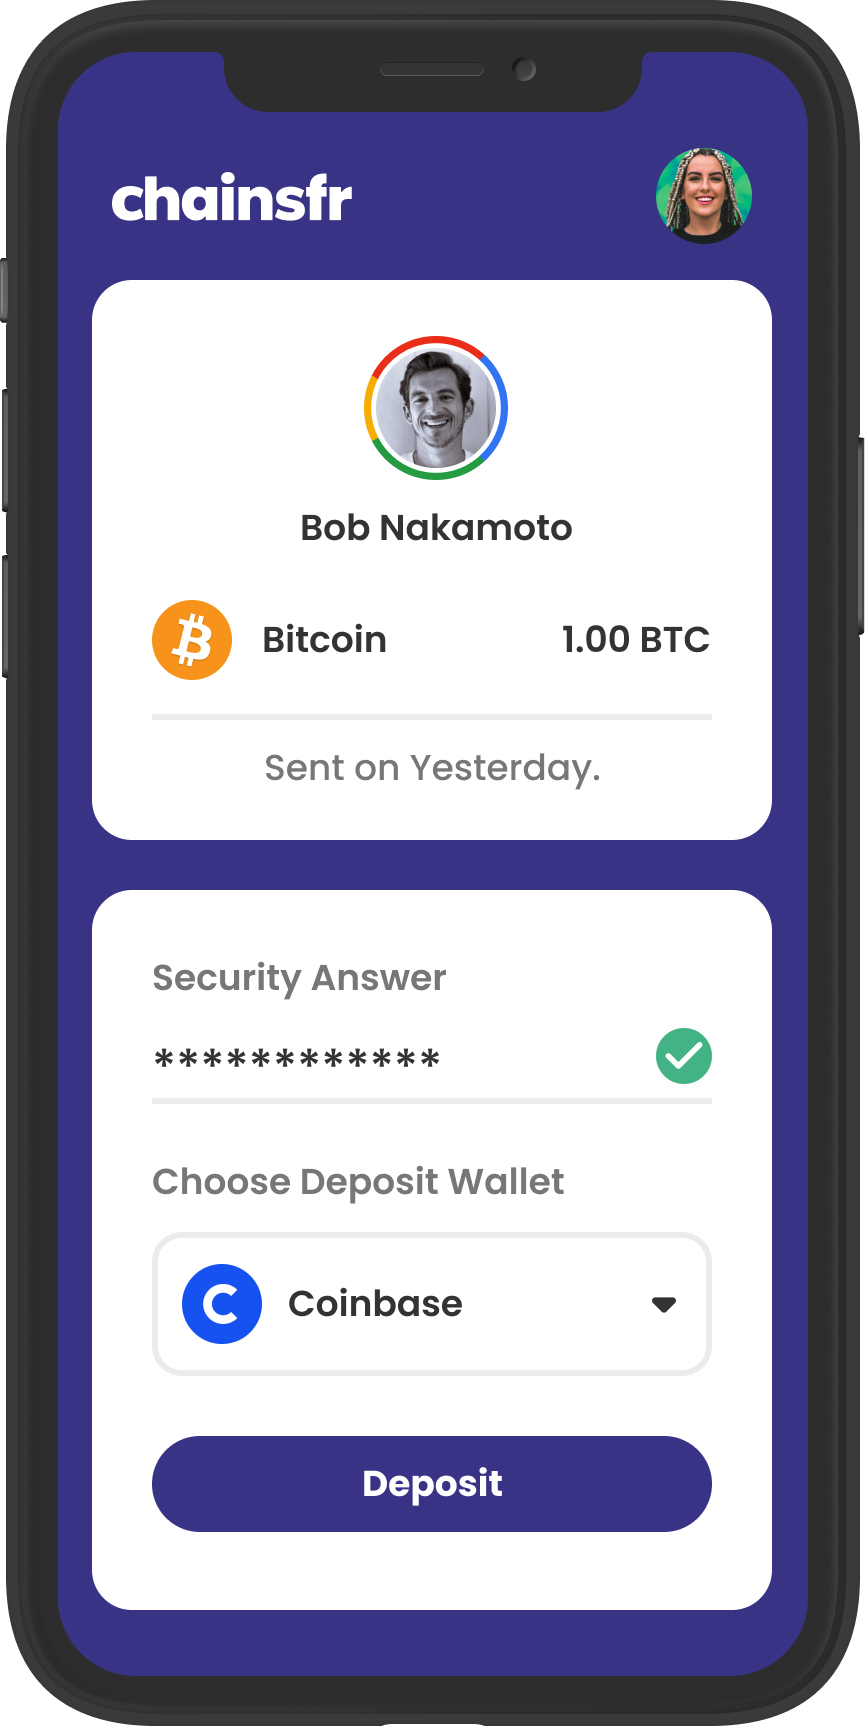 chainsfr
Bob Nakamoto
Bitcoin 1.00 BTC
Sent on Yesterday.
Security Answer
************
Choose Deposit Wallet
Coinbase
Deposit